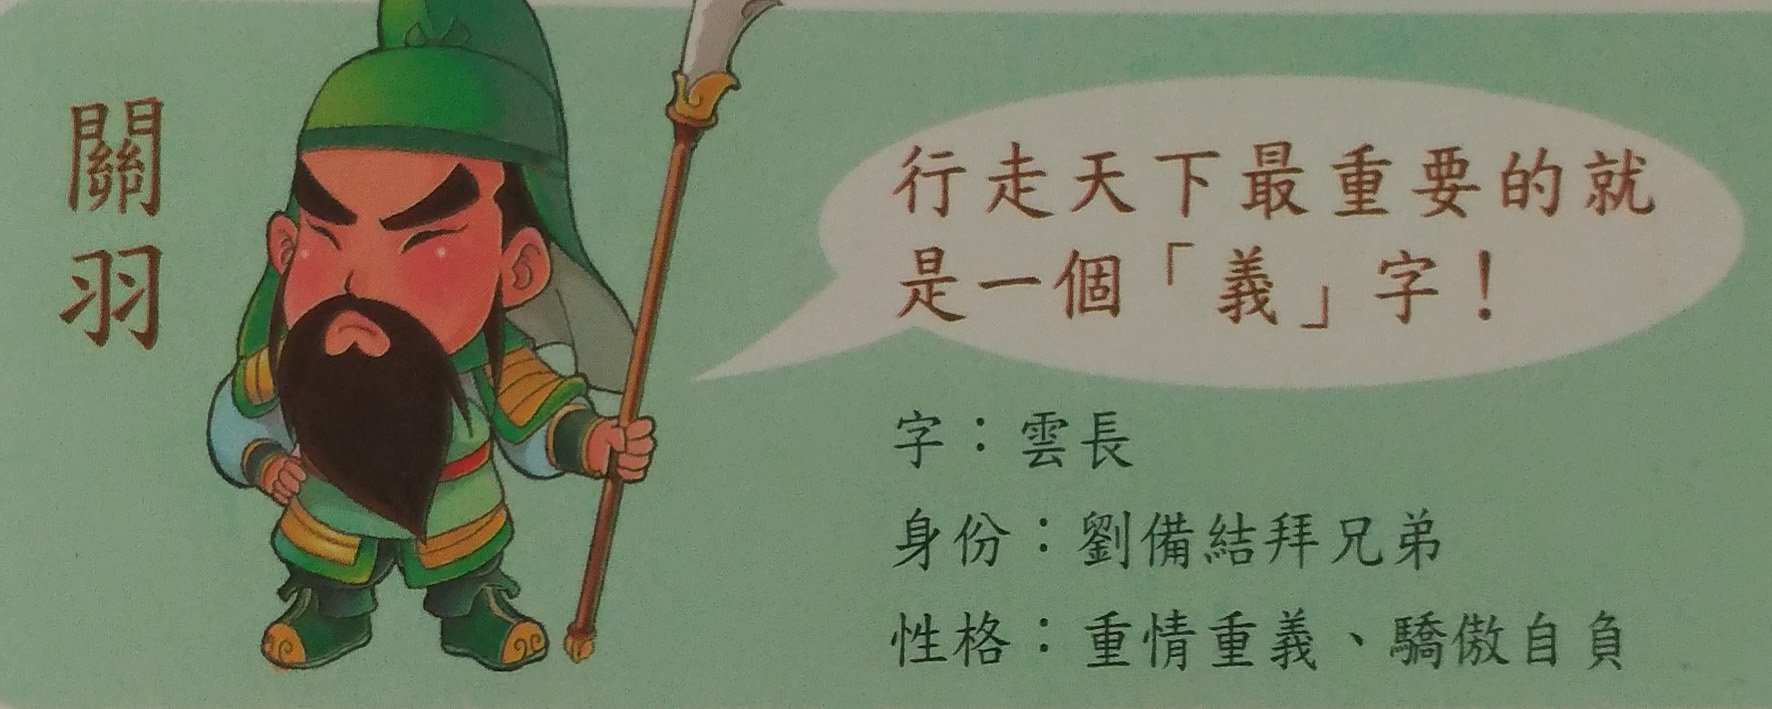 關羽
行走天下最重要的就
是一個「義」字！
字：雲長
身份：劉備結拜兄弟
性格：重情重義、驕傲自負